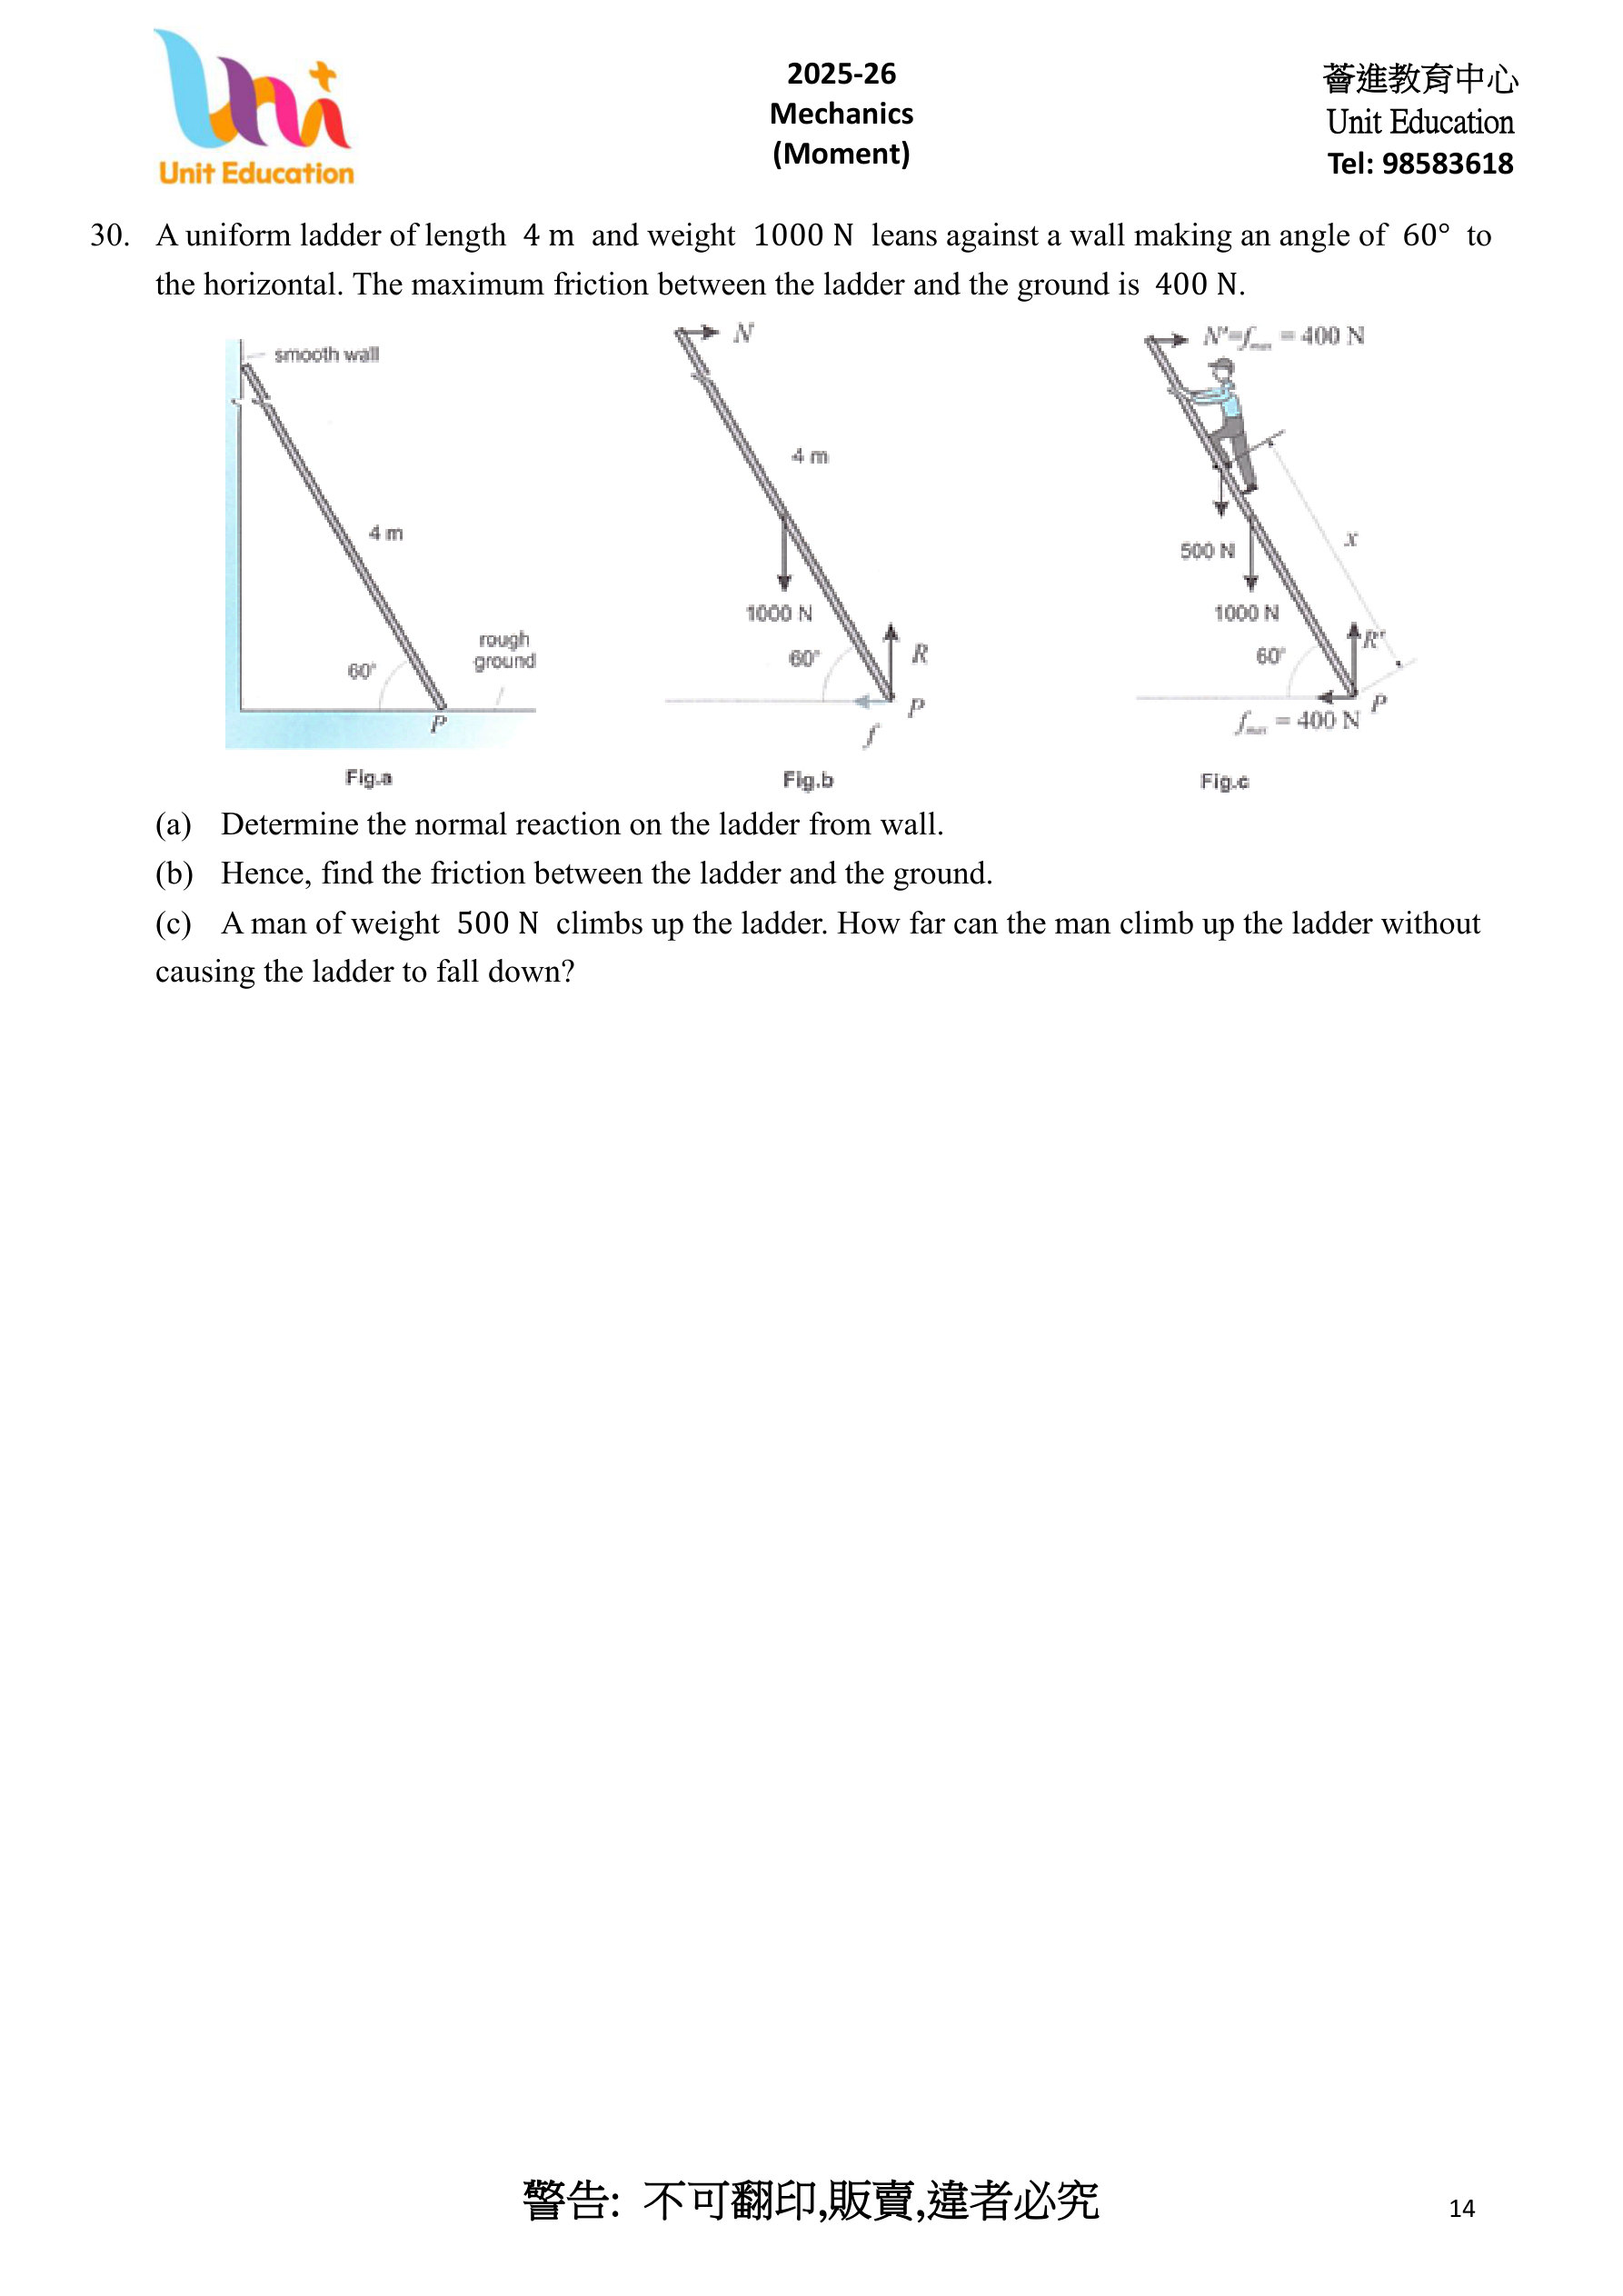 Unit Education
2025-26
Mechanics
(Moment)
薈進教育中心
Unit Education
Tel: 98583618
30. A uniform ladder of length 4 m and weight 1000 N leans against a wall making an angle of 60° to
the horizontal. The maximum friction between the ladder and the ground is 400 N.
smooth wall
4 m
60°
rough
ground
P
Fig.a
N
4 m
1000 N
60°
R
P
f
Fig.b
N'=fmax = 400 N
500 N
x
1000 N
60°
R'
P
fmax = 400 N
Fig.c
(a) Determine the normal reaction on the ladder from wall.
(b) Hence, find the friction between the ladder and the ground.
(c) A man of weight 500 N climbs up the ladder. How far can the man climb up the ladder without
causing the ladder to fall down?
警告: 不可翻印,販賣,違者必究
14